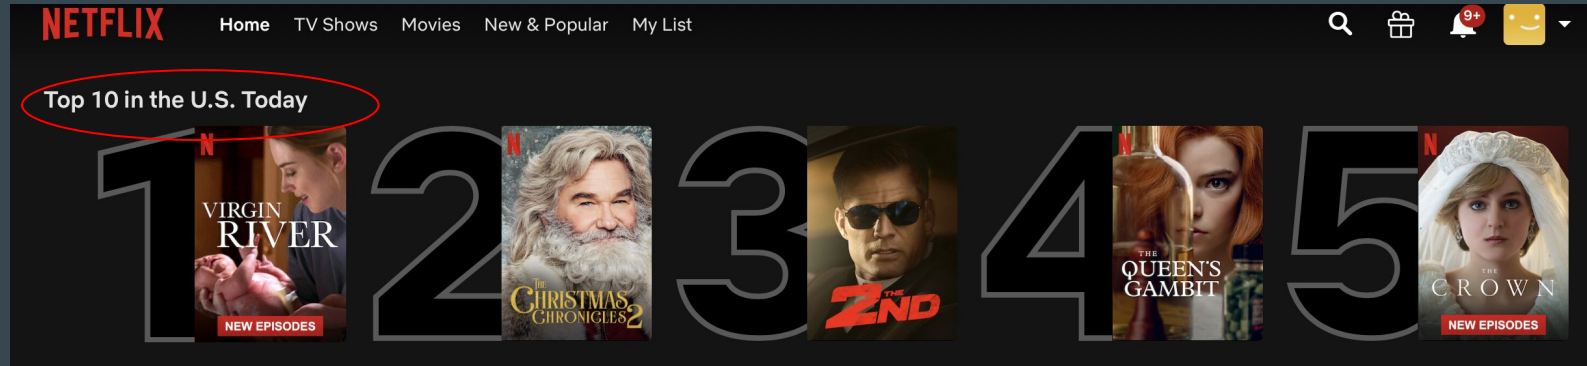 NETFLIX Home TV Shows Movies New & Popular My List 9+
Top 10 in the U.S. Today
1 2 3 4 5
N
VIRGIN
RIVER
NEW EPISODES
N
THE
CHRISTMAS
CHRONICLES 2
THE
2ND
N
THE
QUEEN'S
GAMBIT
N
THE
CROWN
NEW EPISODES